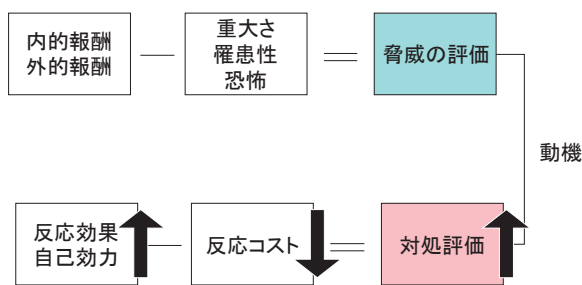 内的報酬
外的報酬
重大さ
罹患性
恐怖
脅威の評価
動機
反応効果
自己効力
反応コスト
対処評価